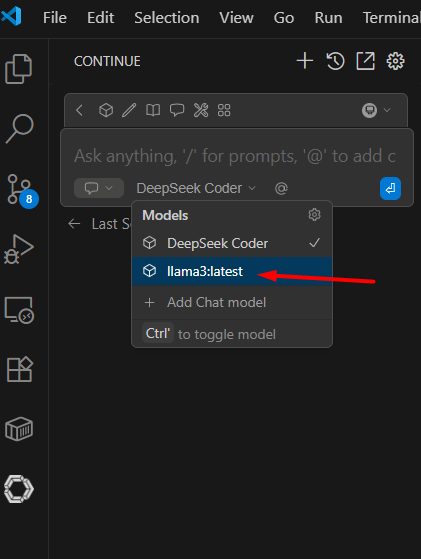 File Edit Selection View Go Run Terminal
CONTINUE
Ask anything, '/' for prompts, '@' to add c
DeepSeek Coder @
8
Last Se
Models
DeepSeek Coder
llama3:latest
+ Add Chat model
Ctrl' to toggle model